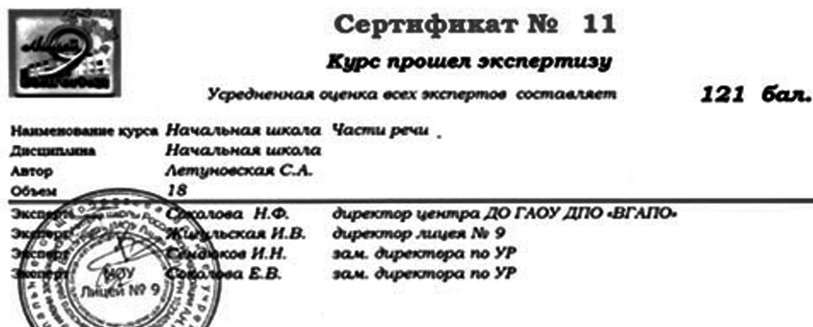 Лицей 9
Сертификат № 11
Курс прошел экспертизу
Усредненная оценка всех экспертов составляет 121 бал.
Наименование курса Начальная школа Части речи
Дисциплина Начальная школа
Автор Летуновская С.А.
Объем 18
Эксперт Соколова Н.Ф. директор центра ДО ГАОУ ДПО «ВГАПО»
Эксперт И.В. директор лицея № 9
Эксперт И.Н. зам. директора по УР
Эксперт Соколова Е.В. зам. директора по УР
МОУ
Лицей № 9